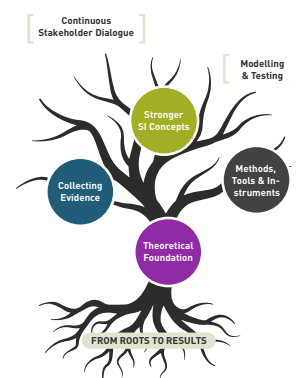 Continuous
Stakeholder Dialogue
Modelling
& Testing
Stronger
SI Concepts
Methods,
Tools & In-
struments
Collecting
Evidence
Theoretical
Foundation
FROM ROOTS TO RESULTS